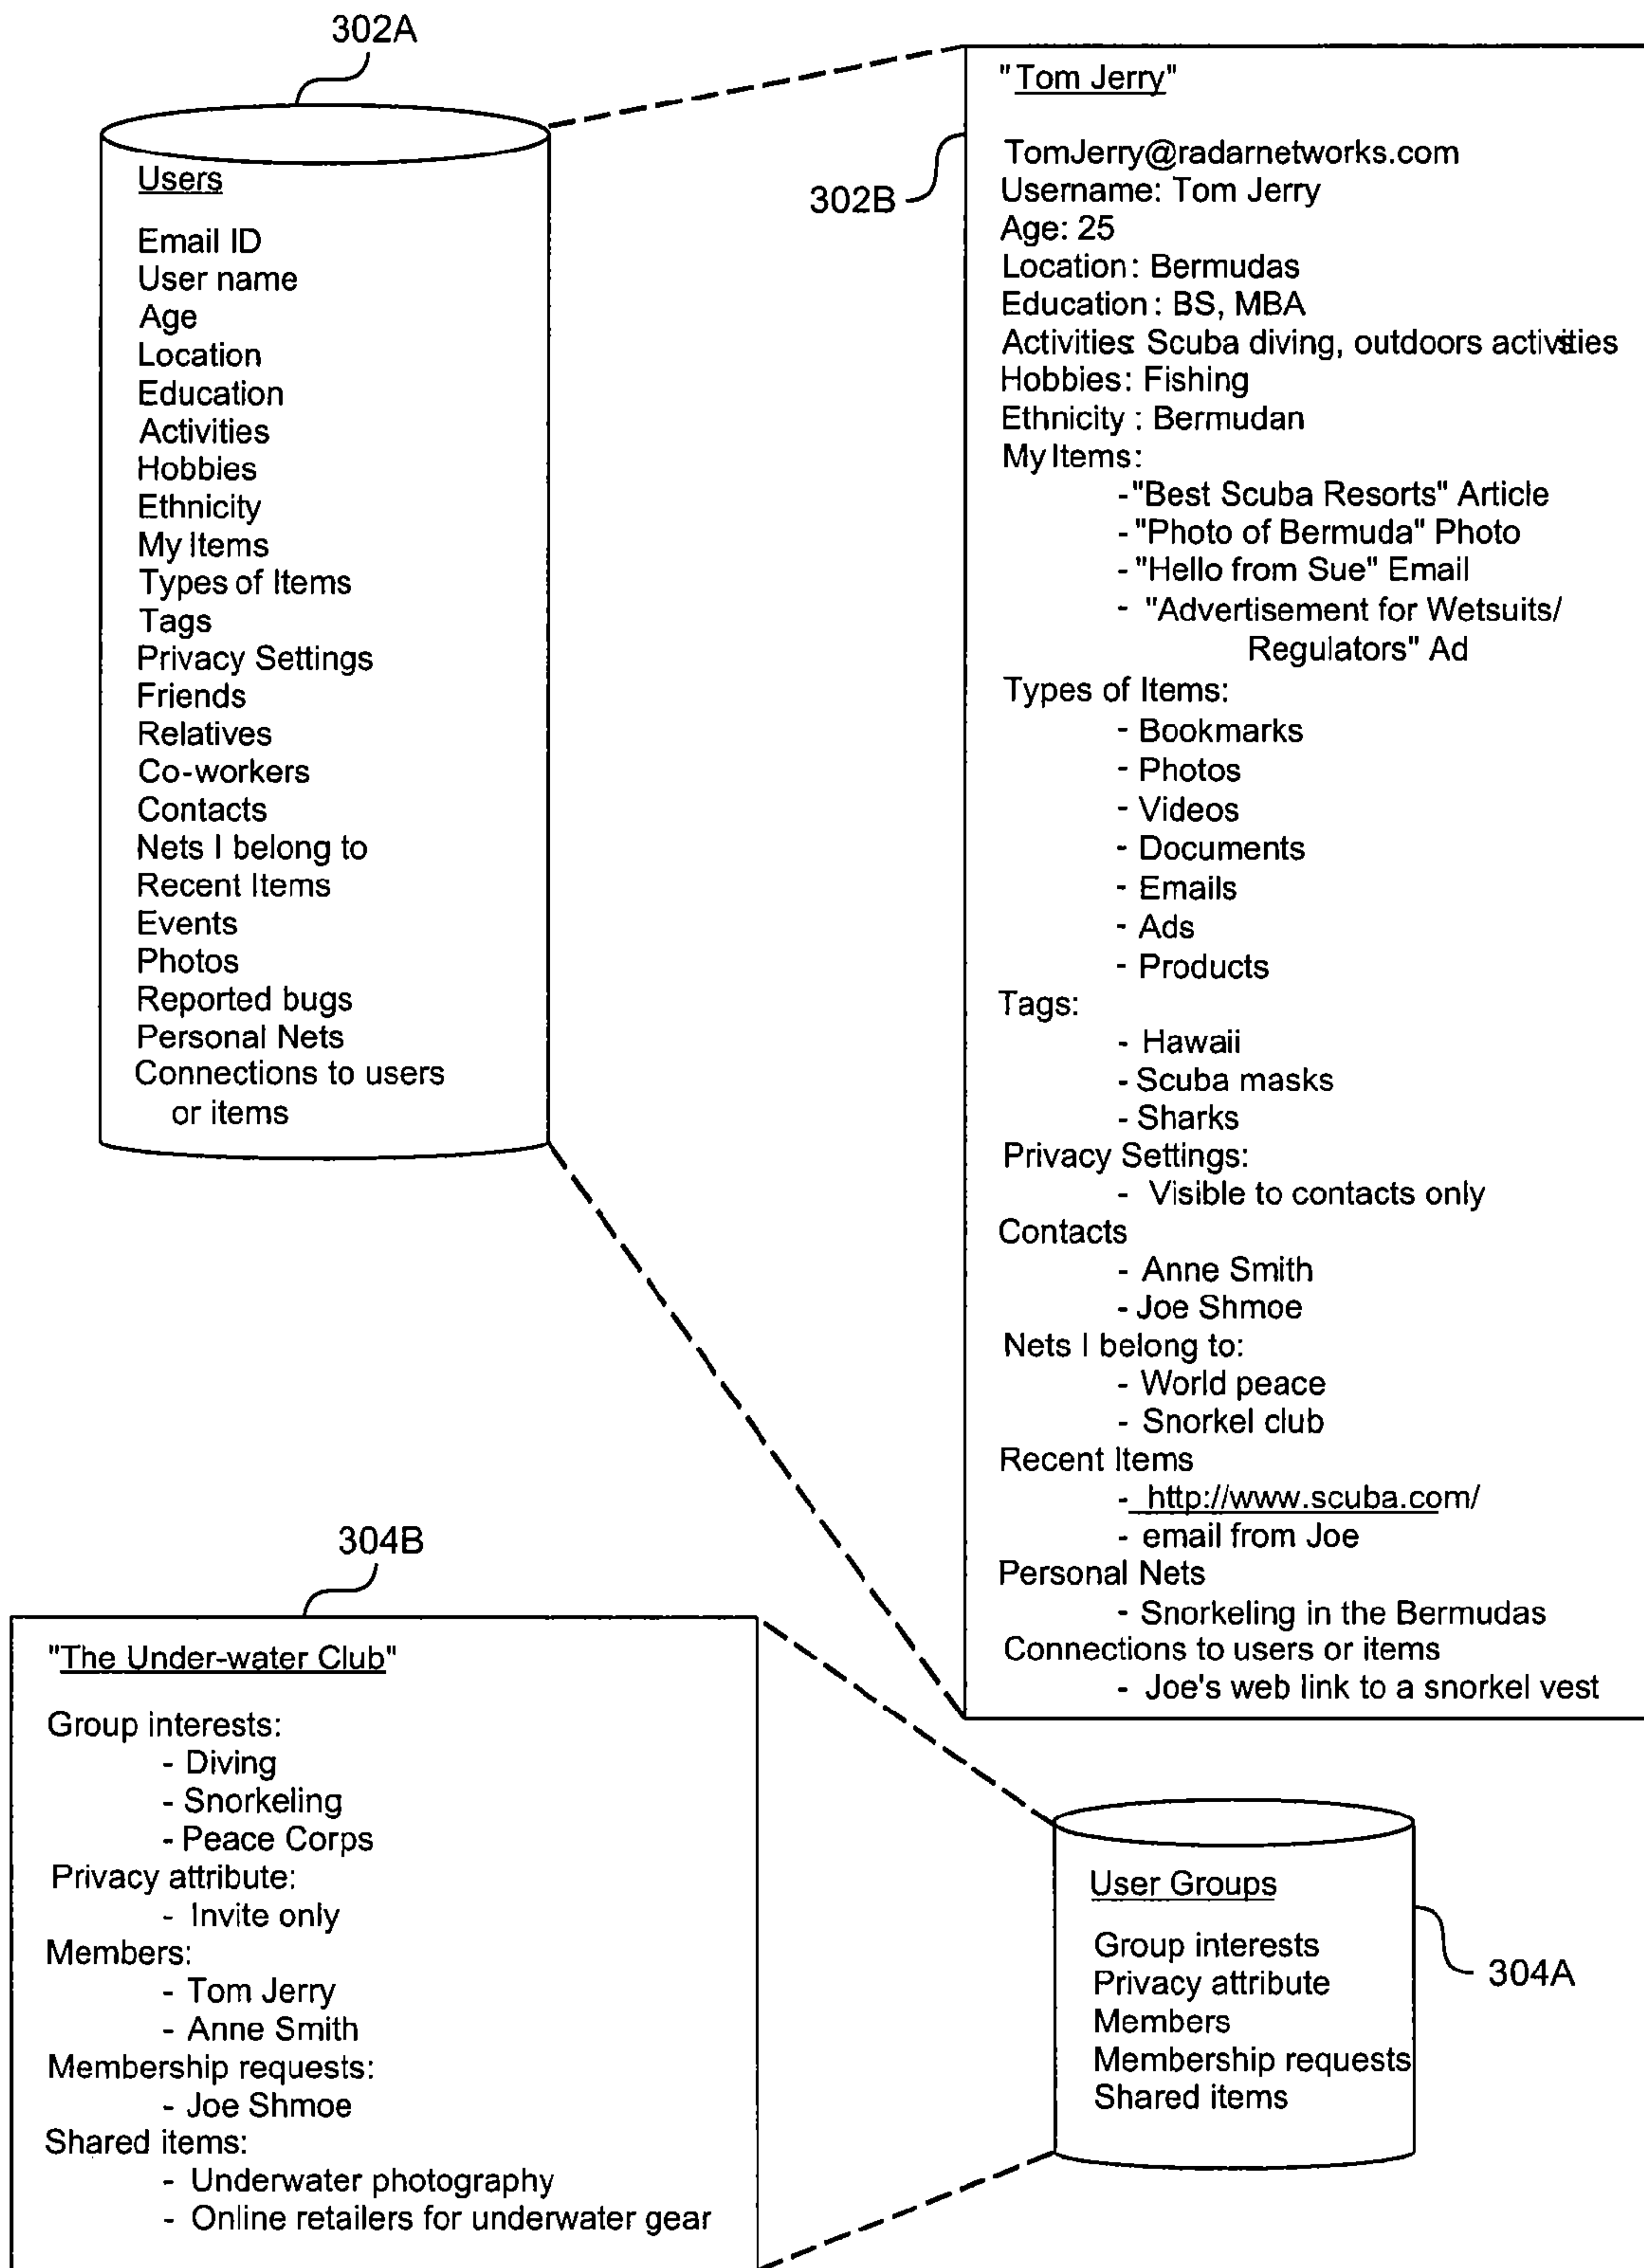 302A
Users
Email ID
User name
Age
Location
Education
Activities
Hobbies
Ethnicity
My Items
Types of Items
Tags
Privacy Settings
Friends
Relatives
Co-workers
Contacts
Nets I belong to
Recent Items
Events
Photos
Reported bugs
Personal Nets
Connections to users
or items
302B
"Tom Jerry"
TomJerry@radarnetworks.com
Username: Tom Jerry
Age: 25
Location: Bermudas
Education: BS, MBA
Activities: Scuba diving, outdoors activities
Hobbies: Fishing
Ethnicity : Bermudan
My Items:
- "Best Scuba Resorts" Article
- "Photo of Bermuda" Photo
- "Hello from Sue" Email
- "Advertisement for Wetsuits/
Regulators" Ad
Types of Items:
- Bookmarks
- Photos
- Videos
- Documents
- Emails
- Ads
- Products
Tags:
- Hawaii
- Scuba masks
- Sharks
Privacy Settings:
- Visible to contacts only
Contacts
- Anne Smith
- Joe Shmoe
Nets I belong to:
- World peace
- Snorkel club
Recent Items
- http://www.scuba.com/
- email from Joe
Personal Nets
- Snorkeling in the Bermudas
Connections to users or items
- Joe's web link to a snorkel vest
304B
"The Under-water Club"
Group interests:
- Diving
- Snorkeling
- Peace Corps
Privacy attribute:
- Invite only
Members:
- Tom Jerry
- Anne Smith
Membership requests:
- Joe Shmoe
Shared items:
- Underwater photography
- Online retailers for underwater gear
User Groups
Group interests
Privacy attribute
Members
Membership requests
Shared items
304A